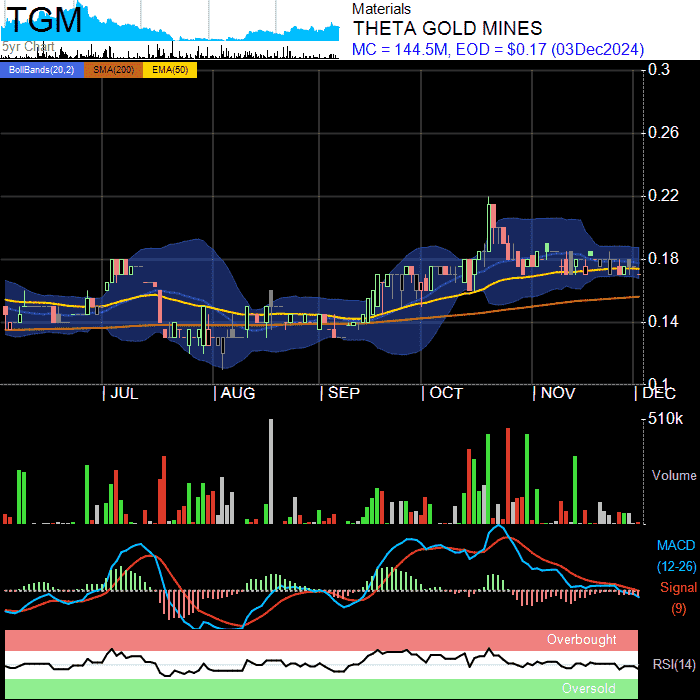 TGM
5yr Chart
Materials
THETA GOLD MINES
MC = 144.5M, EOD = $0.17 (03Dec2024)
BollBands(20,2) SMA(200) EMA(50)
0.3
0.26
0.22
0.18
0.14
0.1
JUL AUG SEP OCT NOV DEC
510k
Volume
MACD
(12-26)
Signal
(9)
Overbought
RSI(14)
Oversold